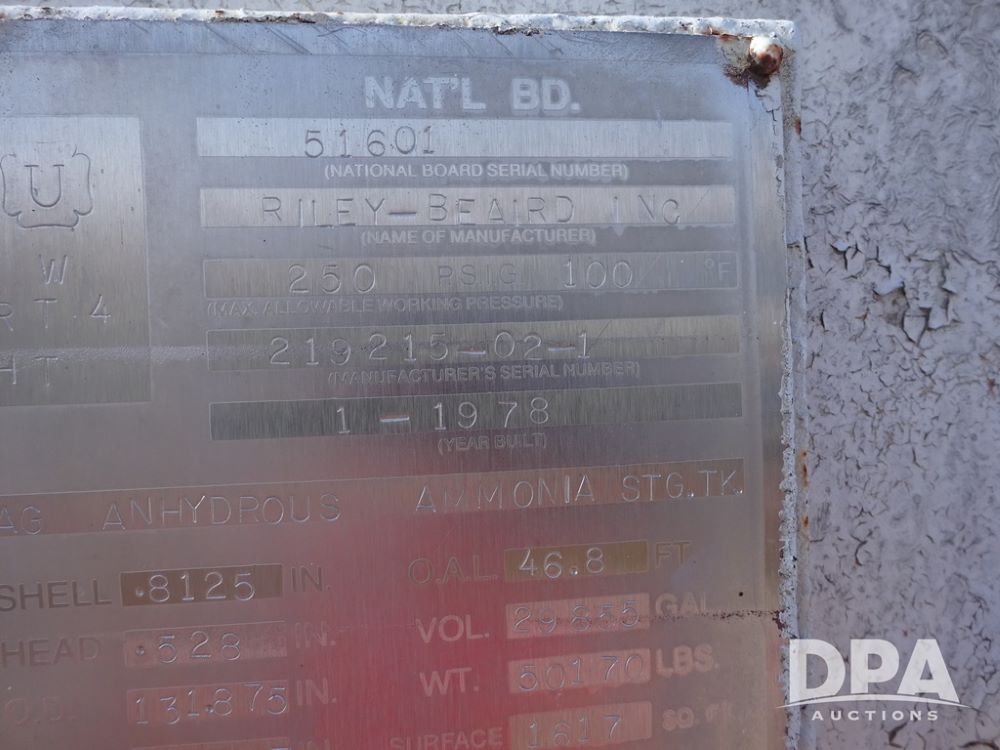 NAT'L BD.
51601
(NATIONAL BOARD SERIAL NUMBER)
U
RILEY-BEAIRD INC
(NAME OF MANUFACTURER)
W
250 P.S.I.G. 100 °F
(MAX. ALLOWABLE WORKING PRESSURE)
RT 4
219215-02-1
(MANUFACTURER'S SERIAL NUMBER)
HT
1-1978
(YEAR BUILT)
AG ANHYDROUS AMMONIA STG.TK.
SHELL .8125 IN. O.A.L. 46.8 FT
HEAD .528 IN. VOL. 29855 GAL
O.D. 131.875 IN. WT. 50170 LBS.
SURFACE 1617 SQ. FT
DPA
AUCTIONS